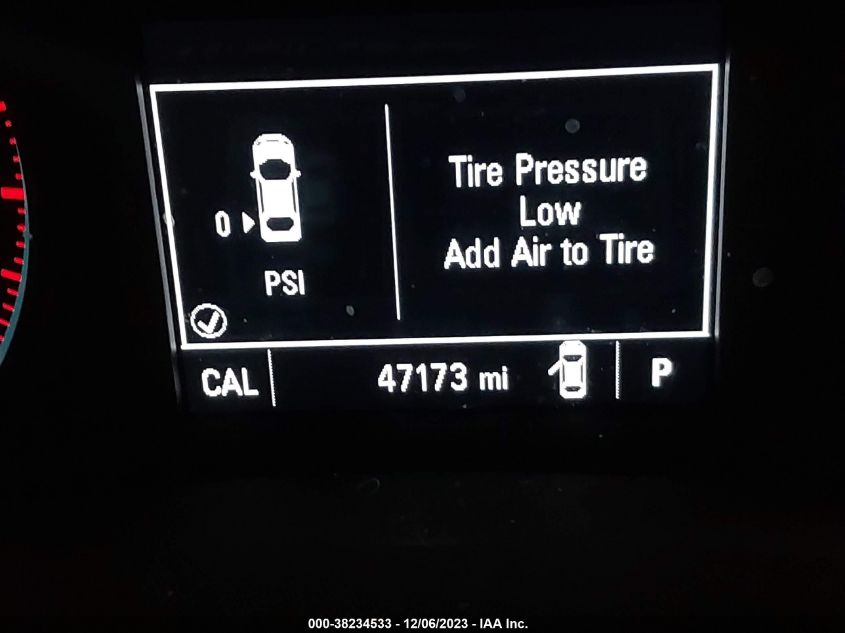 Tire Pressure
Low
Add Air to Tire
0
PSI
CAL
47173 mi
P
000-38234533 - 12/06/2023 - IAA Inc.